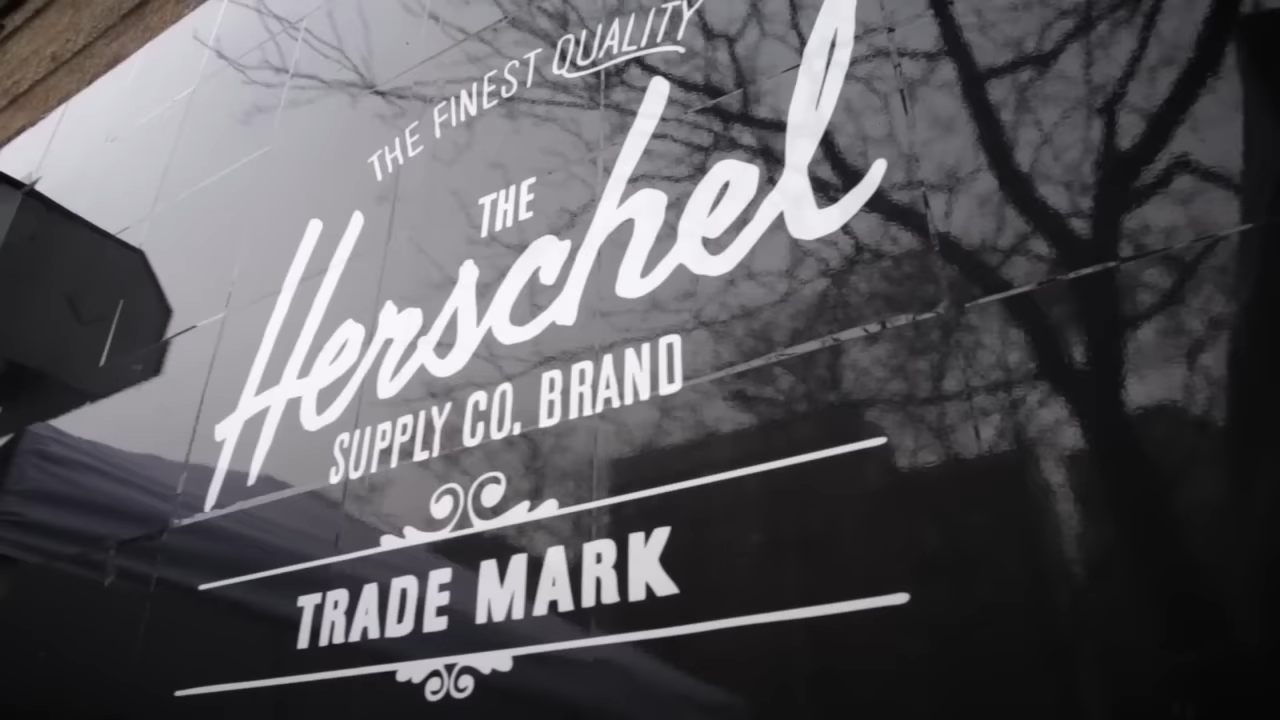 THE FINEST QUALITY
THE
Herschel
SUPPLY CO. BRAND
TRADE MARK